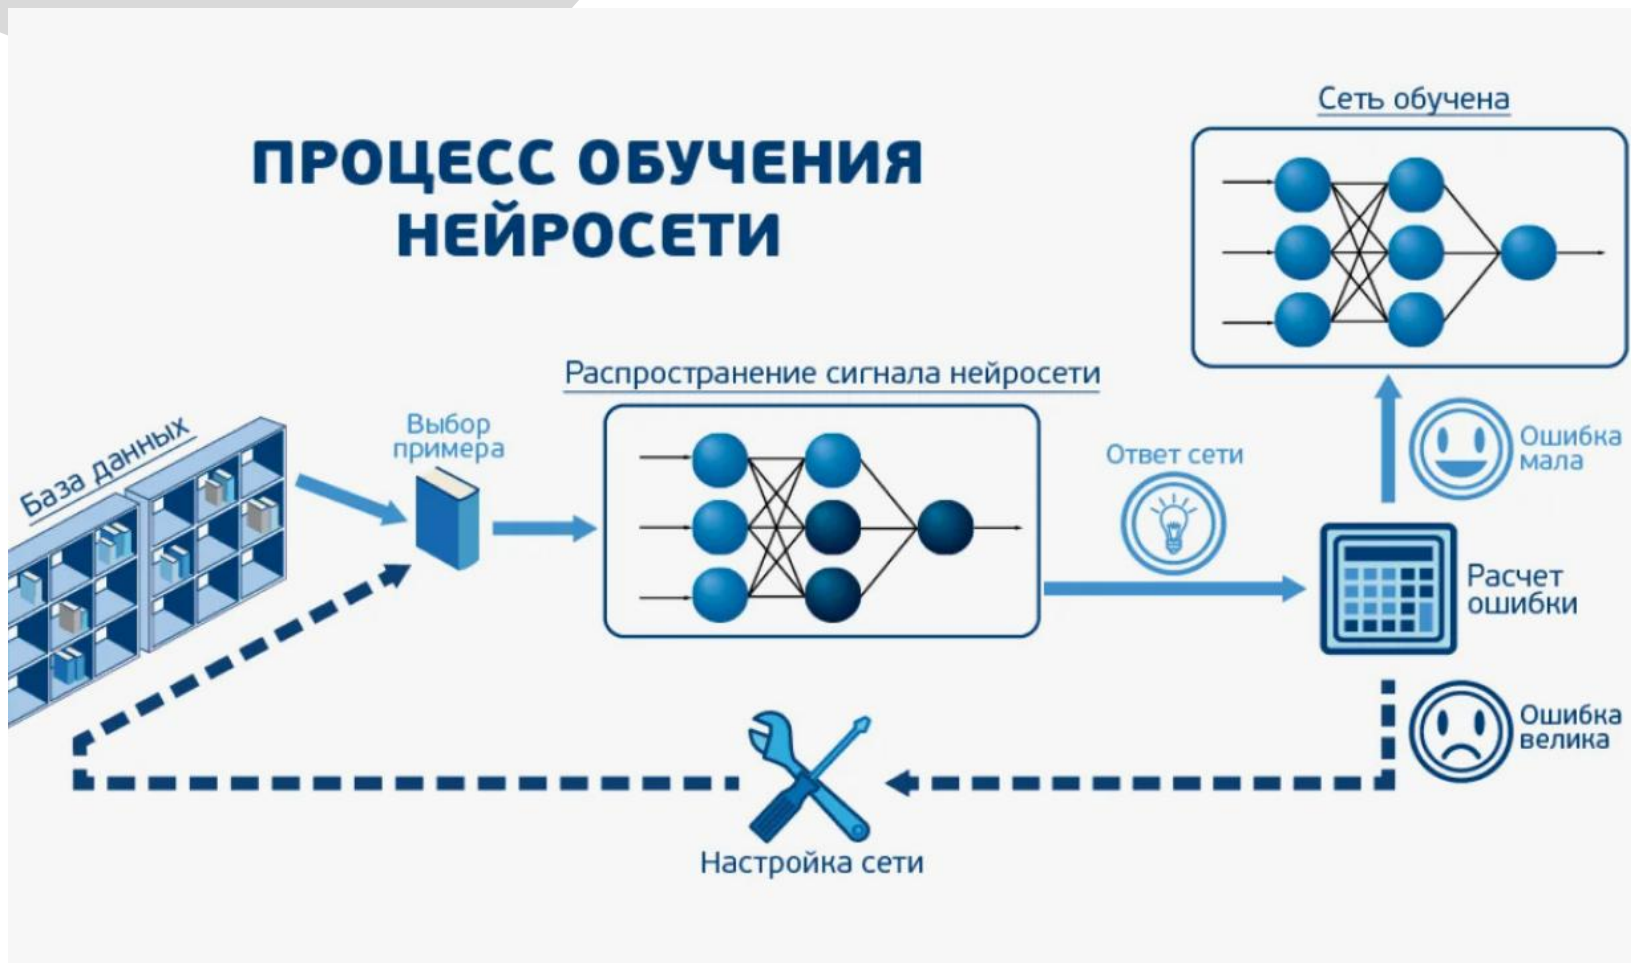 Сеть обучена
ПРОЦЕСС ОБУЧЕНИЯ
НЕЙРОСЕТИ
Распространение сигнала нейросети
База данных
Выбор
примера
Ответ сети
Ошибка
мала
Расчет
ошибки
Ошибка
велика
Настройка сети